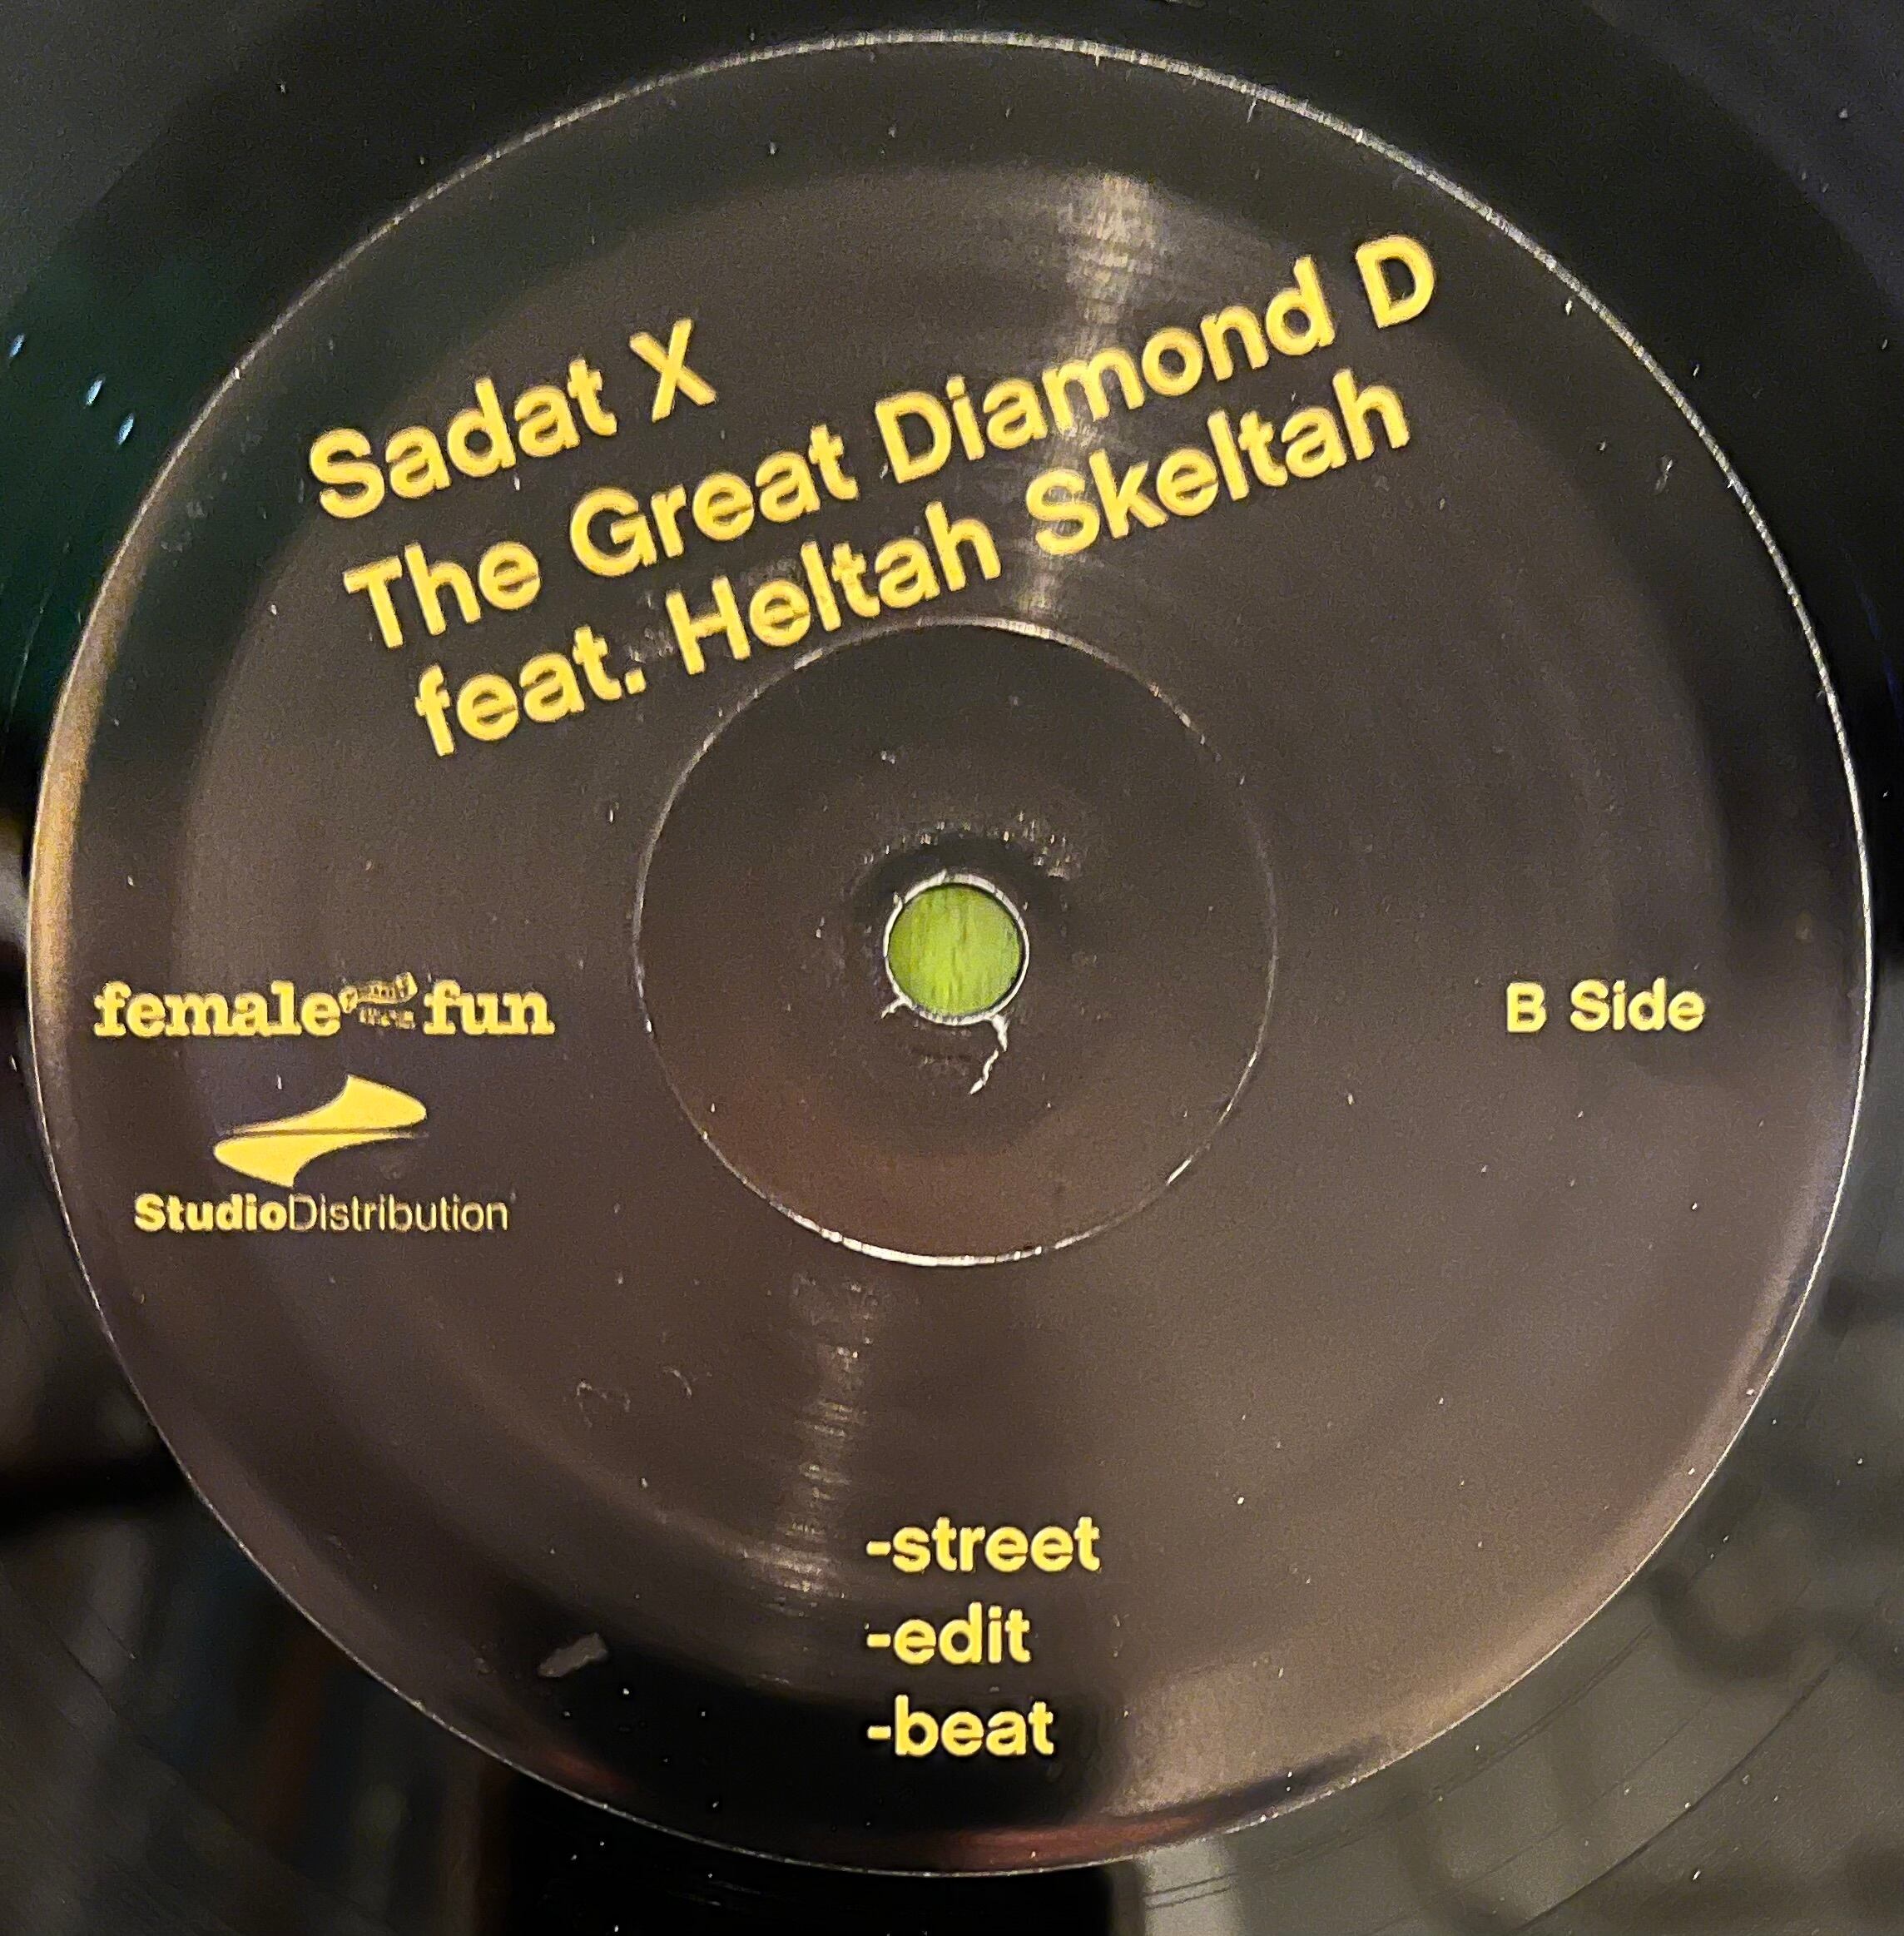 Sadat X
The Great Diamond D
feat. Heltah Skeltah
female fun
StudioDistribution
B Side
-street
-edit
-beat